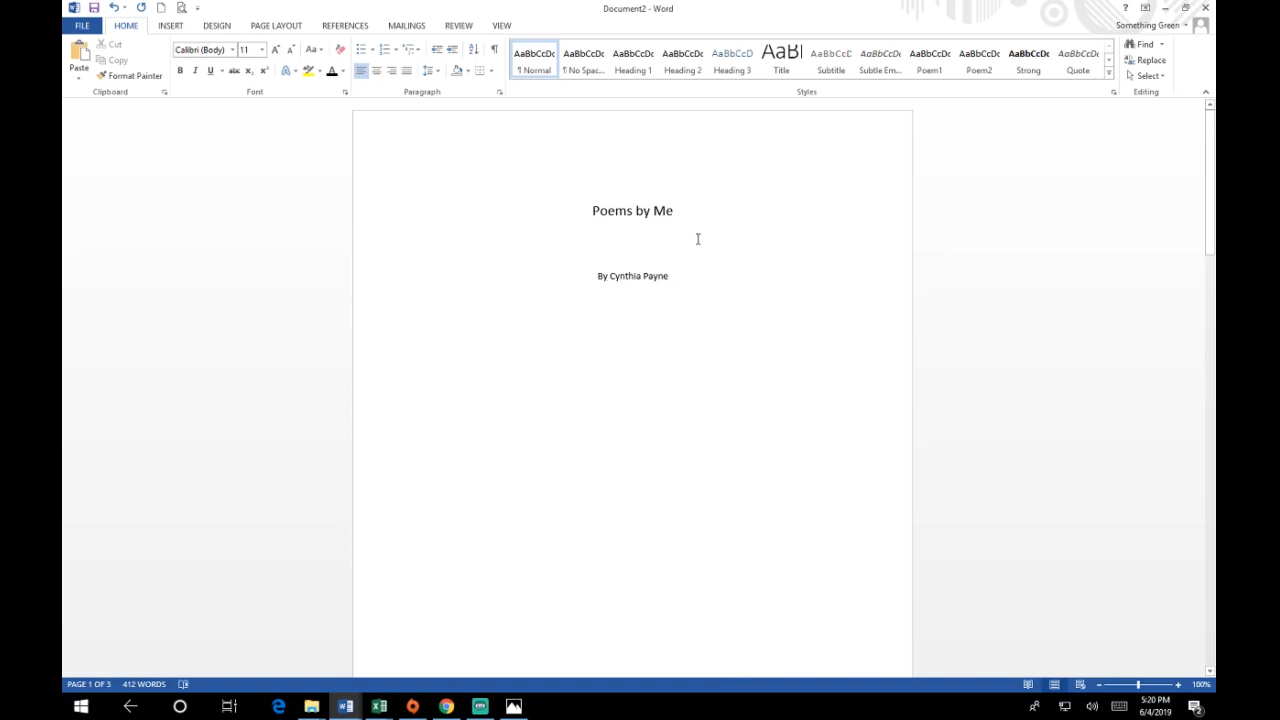 Document2 - Word
FILE HOME INSERT DESIGN PAGE LAYOUT REFERENCES MAILINGS REVIEW VIEW Something Green
Paste
Cut
Copy
Format Painter
Clipboard
Calibri (Body) 11
Font
Paragraph
AaBbCcDc AaBbCcDc AaBbCcDc AaBbCcDc AaBbCcD AaBl AaBbCcDc AaBbCcDc AaBbCcDc AaBbCcDc AaBbCcDc AaBbCcDc
¶ Normal ¶ No Spac... Heading 1 Heading 2 Heading 3 Title Subtitle Subtle Em... Poem1 Poem2 Strong Quote
Styles
Find
Replace
Select
Editing
Poems by Me
By Cynthia Payne
PAGE 1 OF 3 412 WORDS 100%
5:20 PM
6/4/2019